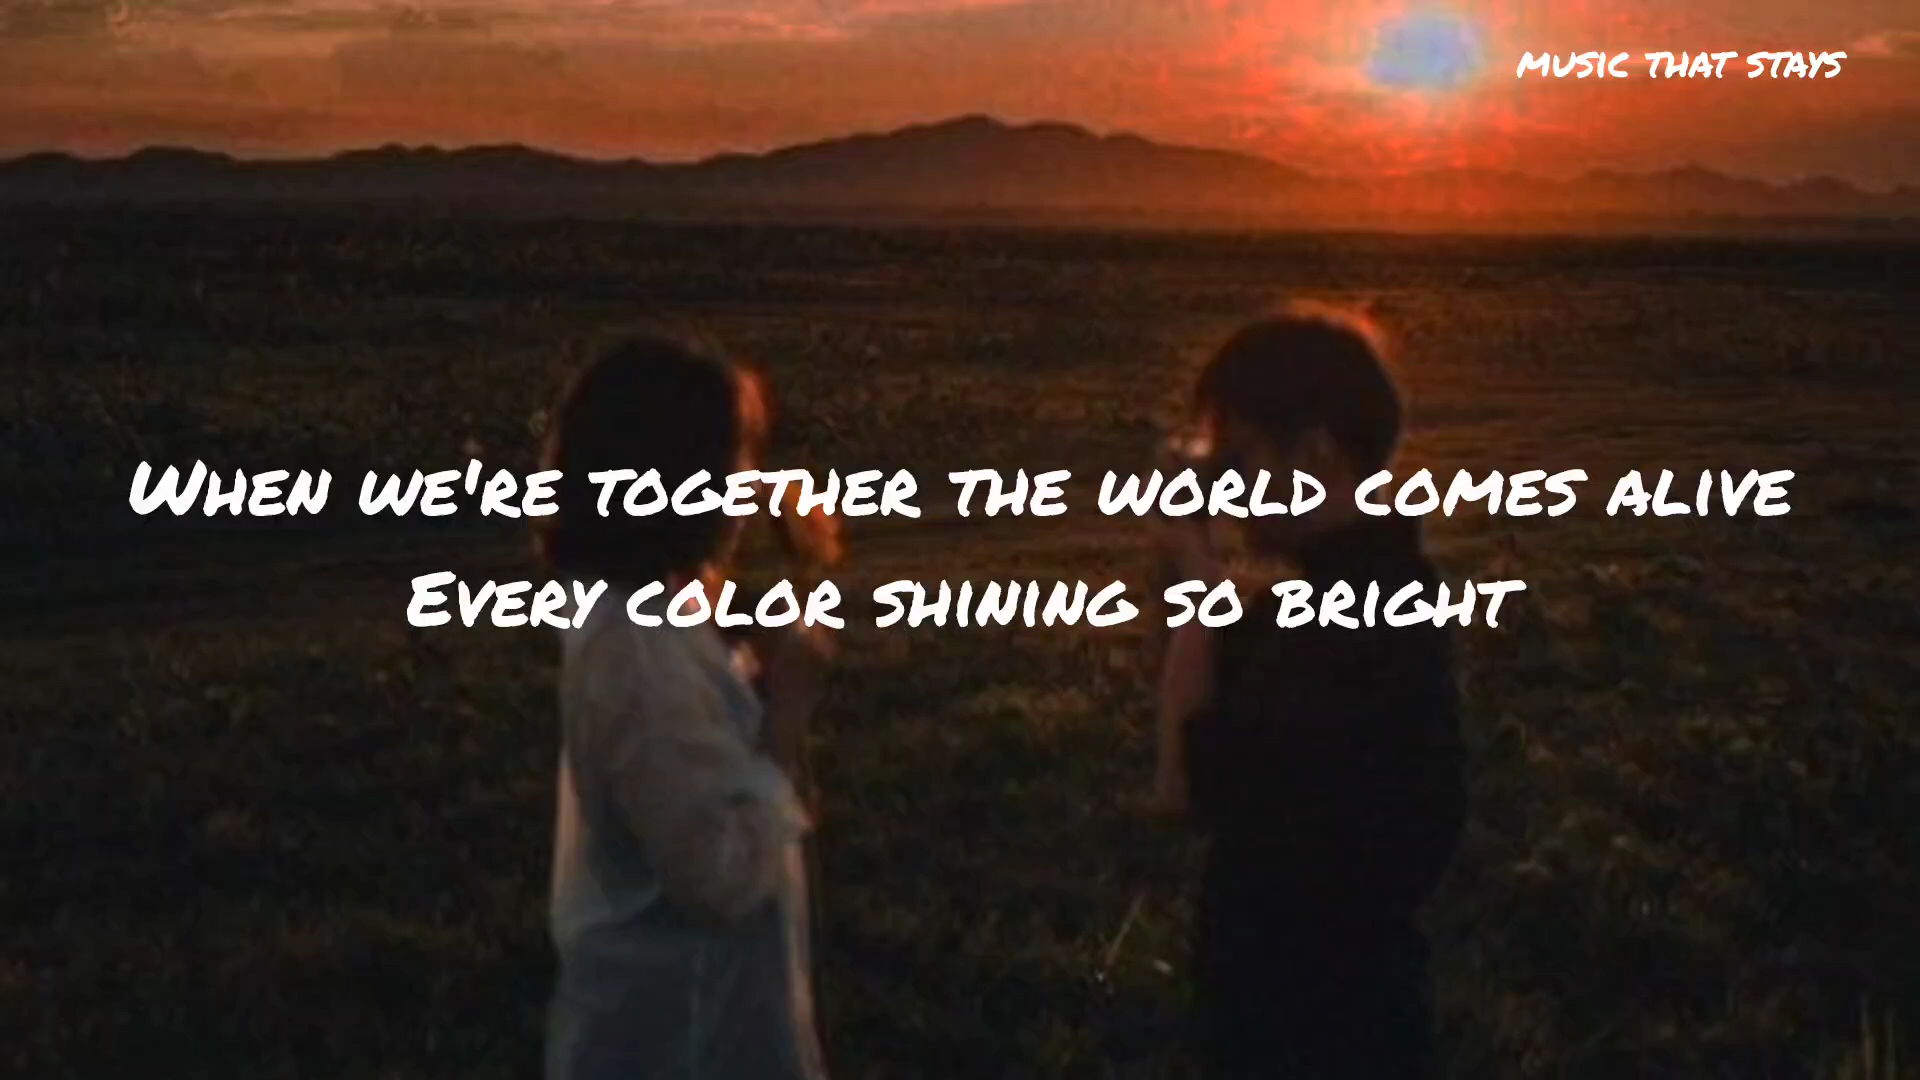 MUSIC THAT STAYS
WHEN WE'RE TOGETHER THE WORLD COMES ALIVE
EVERY COLOR SHINING SO BRIGHT